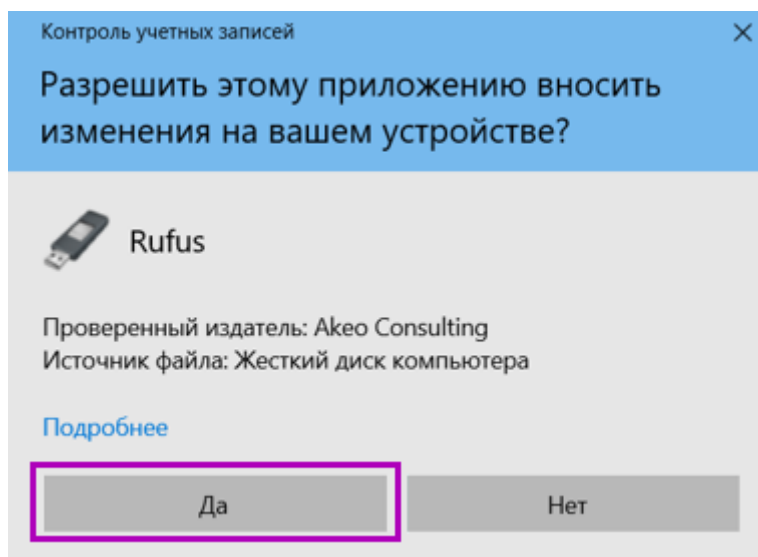 Контроль учетных записей
Разрешить этому приложению вносить
изменения на вашем устройстве?
Rufus
Проверенный издатель: Akeo Consulting
Источник файла: Жесткий диск компьютера
Подробнее
Да
Нет